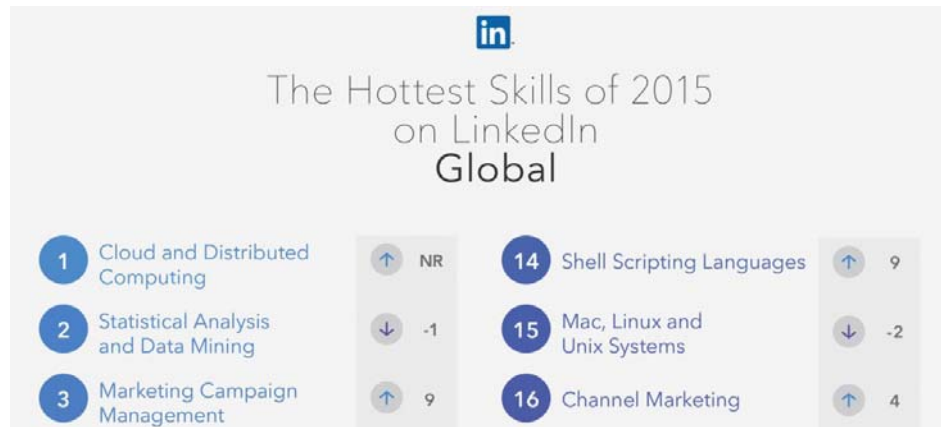 in
The Hottest Skills of 2015
on LinkedIn
Global
1 Cloud and Distributed
Computing
↑ NR
2 Statistical Analysis
and Data Mining
↓ -1
3 Marketing Campaign
Management
↑ 9
14 Shell Scripting Languages
↑ 9
15 Mac, Linux and
Unix Systems
↓ -2
16 Channel Marketing
↑ 4